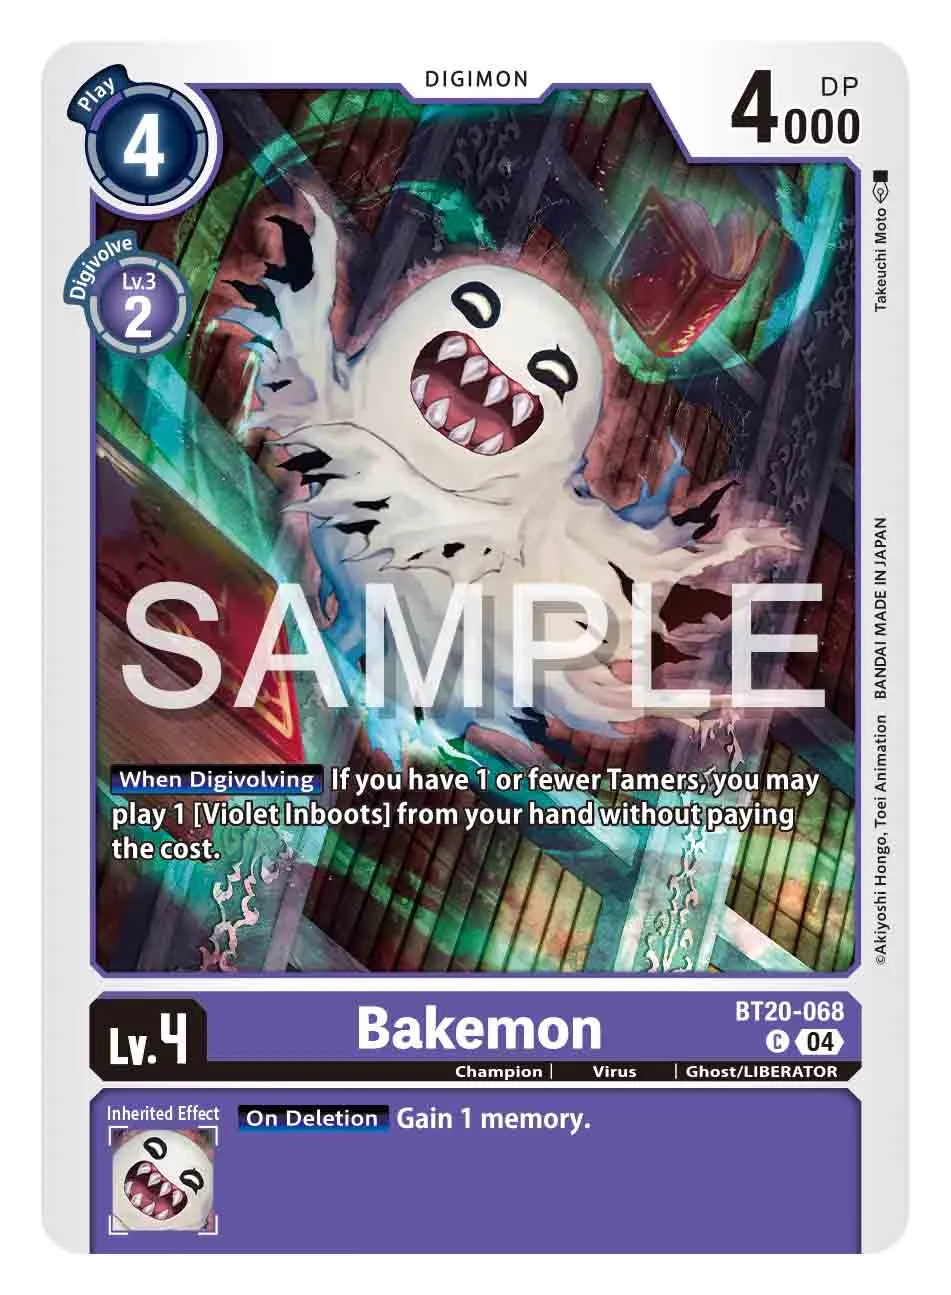 DIGIMON
Play
4
DP
4000
Digivolve
Lv.3
2
Takeuchi Moto
SAMPLE
When Digivolving If you have 1 or fewer Tamers, you may
play 1 [Violet Inboots] from your hand without paying
the cost.
©Akiyoshi Hongo, Toei Animation BANDAI MADE IN JAPAN
Lv.4
Bakemon
BT20-068
C 04
Champion | Virus | Ghost/LIBERATOR
Inherited Effect
On Deletion Gain 1 memory.